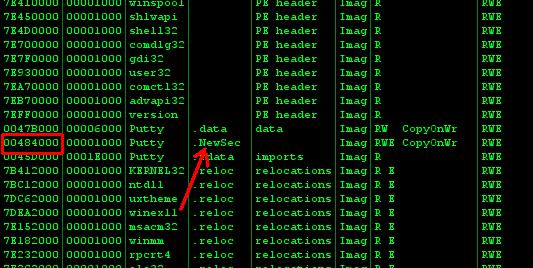 7E410000 00001000 winspool PE header Imag R RWE
7E450000 00001000 shlwapi PE header Imag R RWE
7E4D0000 00001000 shell32 PE header Imag R RWE
7E700000 00001000 comdlg32 PE header Imag R RWE
7EF00000 00001000 gdi32 PE header Imag R RWE
7E930000 00001000 user32 PE header Imag R RWE
7EA70000 00001000 comctl32 PE header Imag R RWE
7EB70000 00001000 advapi32 PE header Imag R RWE
7EFF0000 00001000 version PE header Imag R RWE
0047B000 00006000 Putty .data data Imag RW CopyOnWr RWE
00484000 00001000 Putty .NewSec Imag RWE CopyOnWr RWE
0045D000 0001E000 Putty imports Imag R RWE
7B412000 00001000 KERNEL32 .reloc relocations Imag R E RWE
7BC12000 00001000 ntdll .reloc relocations Imag R E RWE
7DC62000 00001000 uxtheme .reloc relocations Imag R E RWE
7DEA2000 00001000 winex11 .reloc relocations Imag R E RWE
7E152000 00001000 msacm32 .reloc relocations Imag R E RWE
7E182000 00001000 winmm .reloc relocations Imag R E RWE
7E232000 00001000 rpcrt4 .reloc relocations Imag R E RWE